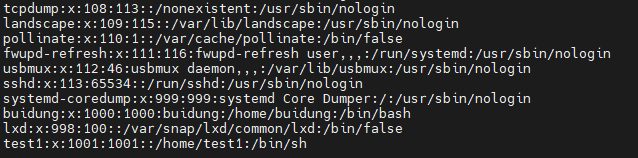 tcpdump:x:108:113::/nonexistent:/usr/sbin/nologin
landscape:x:109:115::/var/lib/landscape:/usr/sbin/nologin
pollinate:x:110:1::/var/cache/pollinate:/bin/false
fwupd-refresh:x:111:116:fwupd-refresh user,,,:/run/systemd:/usr/sbin/nologin
usbmux:x:112:46:usbmux daemon,,,:/var/lib/usbmux:/usr/sbin/nologin
sshd:x:113:65534::/run/sshd:/usr/sbin/nologin
systemd-coredump:x:999:999:systemd Core Dumper:/:/usr/sbin/nologin
buidung:x:1000:1000:buidung:/home/buidung:/bin/bash
lxd:x:998:100::/var/snap/lxd/common/lxd:/bin/false
test1:x:1001:1001::/home/test1:/bin/sh